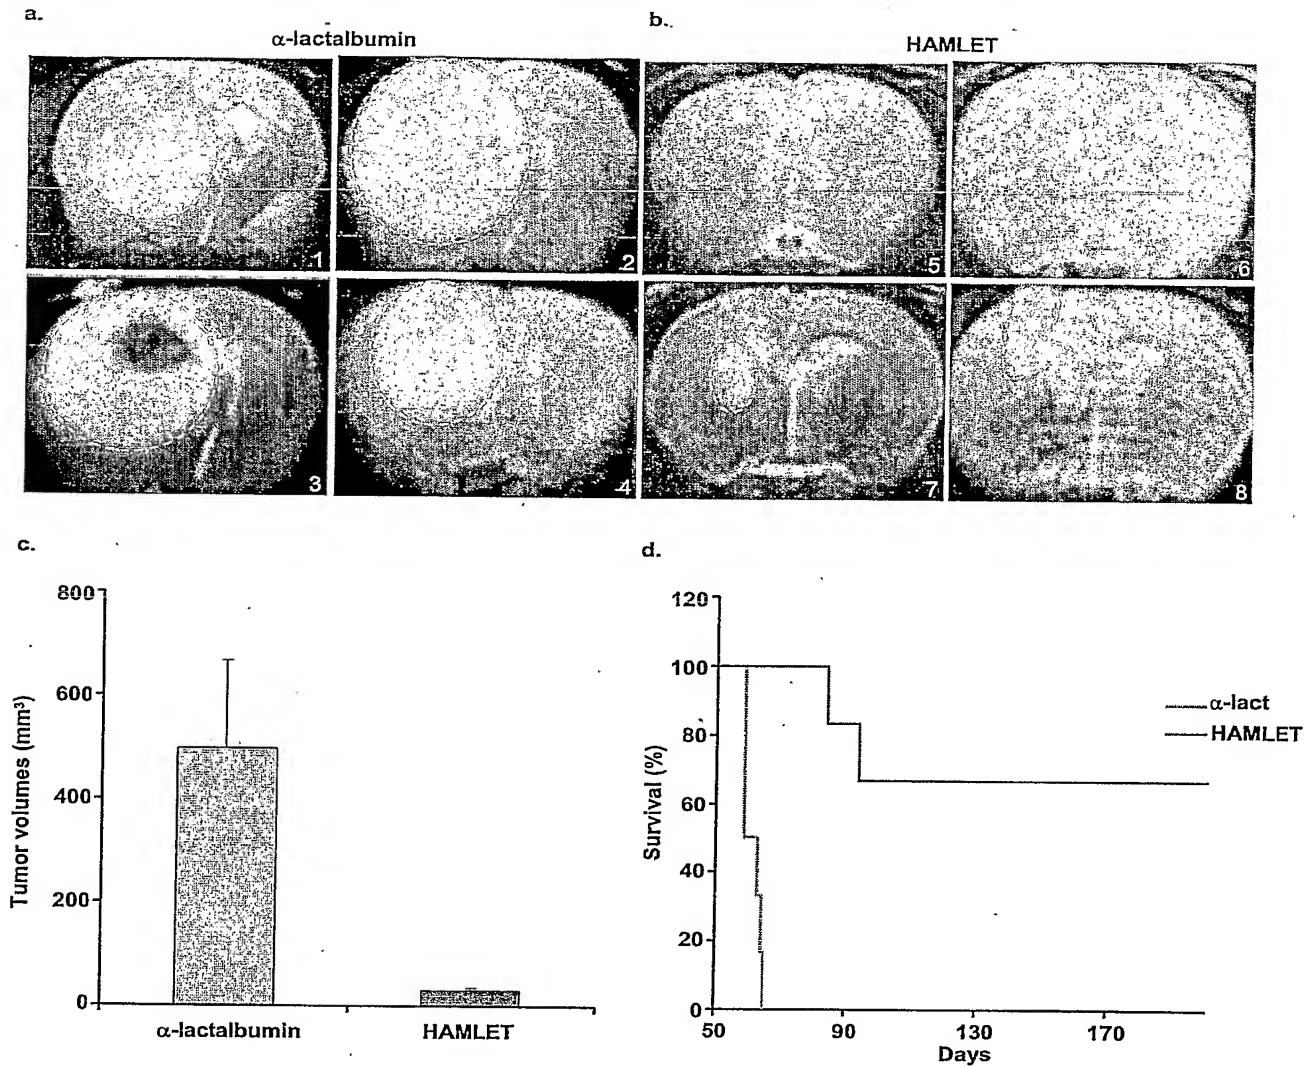 a.
α-lactalbumin
b.
HAMLET
1
2
5
6
3
4
7
8
c.
800
600
400
200
0
Tumor volumes (mm³)
α-lactalbumin
HAMLET
d.
120
100
80
60
40
20
0
Survival (%)
50
90
130
170
Days
α-lact
HAMLET